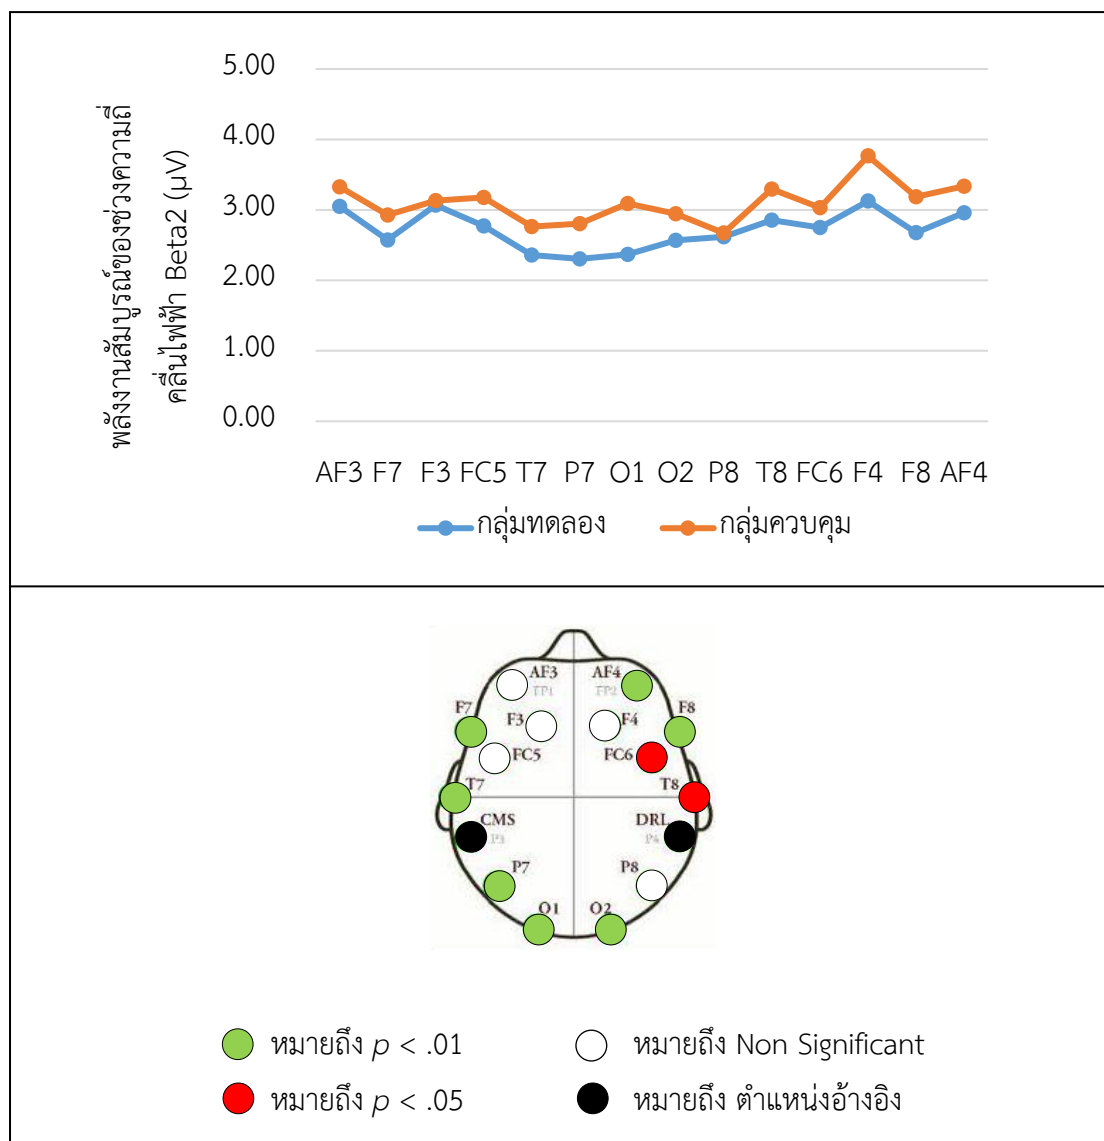 พลังงานสัมบูรณ์ของช่วงความถี่
คลื่นไฟฟ้า Beta2 (µV)
5.00
4.00
3.00
2.00
1.00
0.00
AF3 F7 F3 FC5 T7 P7 O1 O2 P8 T8 FC6 F4 F8 AF4
กลุ่มทดลอง กลุ่มควบคุม
AF3 AF4
FP1 FP2
F7 F3 F4 F8
FC5 FC6
T7 T8
CMS DRL
P3 P4
P7 P8
O1 O2
หมายถึง p < .01 หมายถึง Non Significant
หมายถึง p < .05 หมายถึง ตำแหน่งอ้างอิง